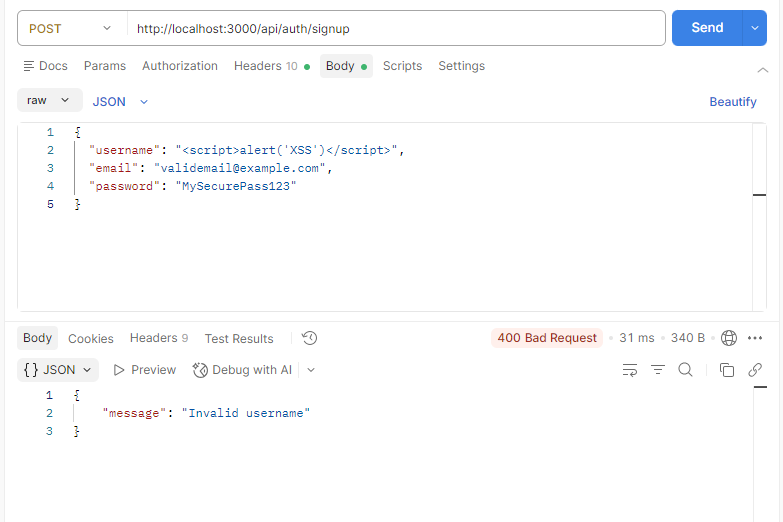 POST http://localhost:3000/api/auth/signup Send
Docs Params Authorization Headers 10 Body Scripts Settings
raw JSON Beautify
1 {
2 "username": "<script>alert('XSS')</script>",
3 "email": "validemail@example.com",
4 "password": "MySecurePass123"
5 }
Body Cookies Headers 9 Test Results 400 Bad Request • 31 ms • 340 B •
{} JSON Preview Debug with AI
1 {
2 "message": "Invalid username"
3 }